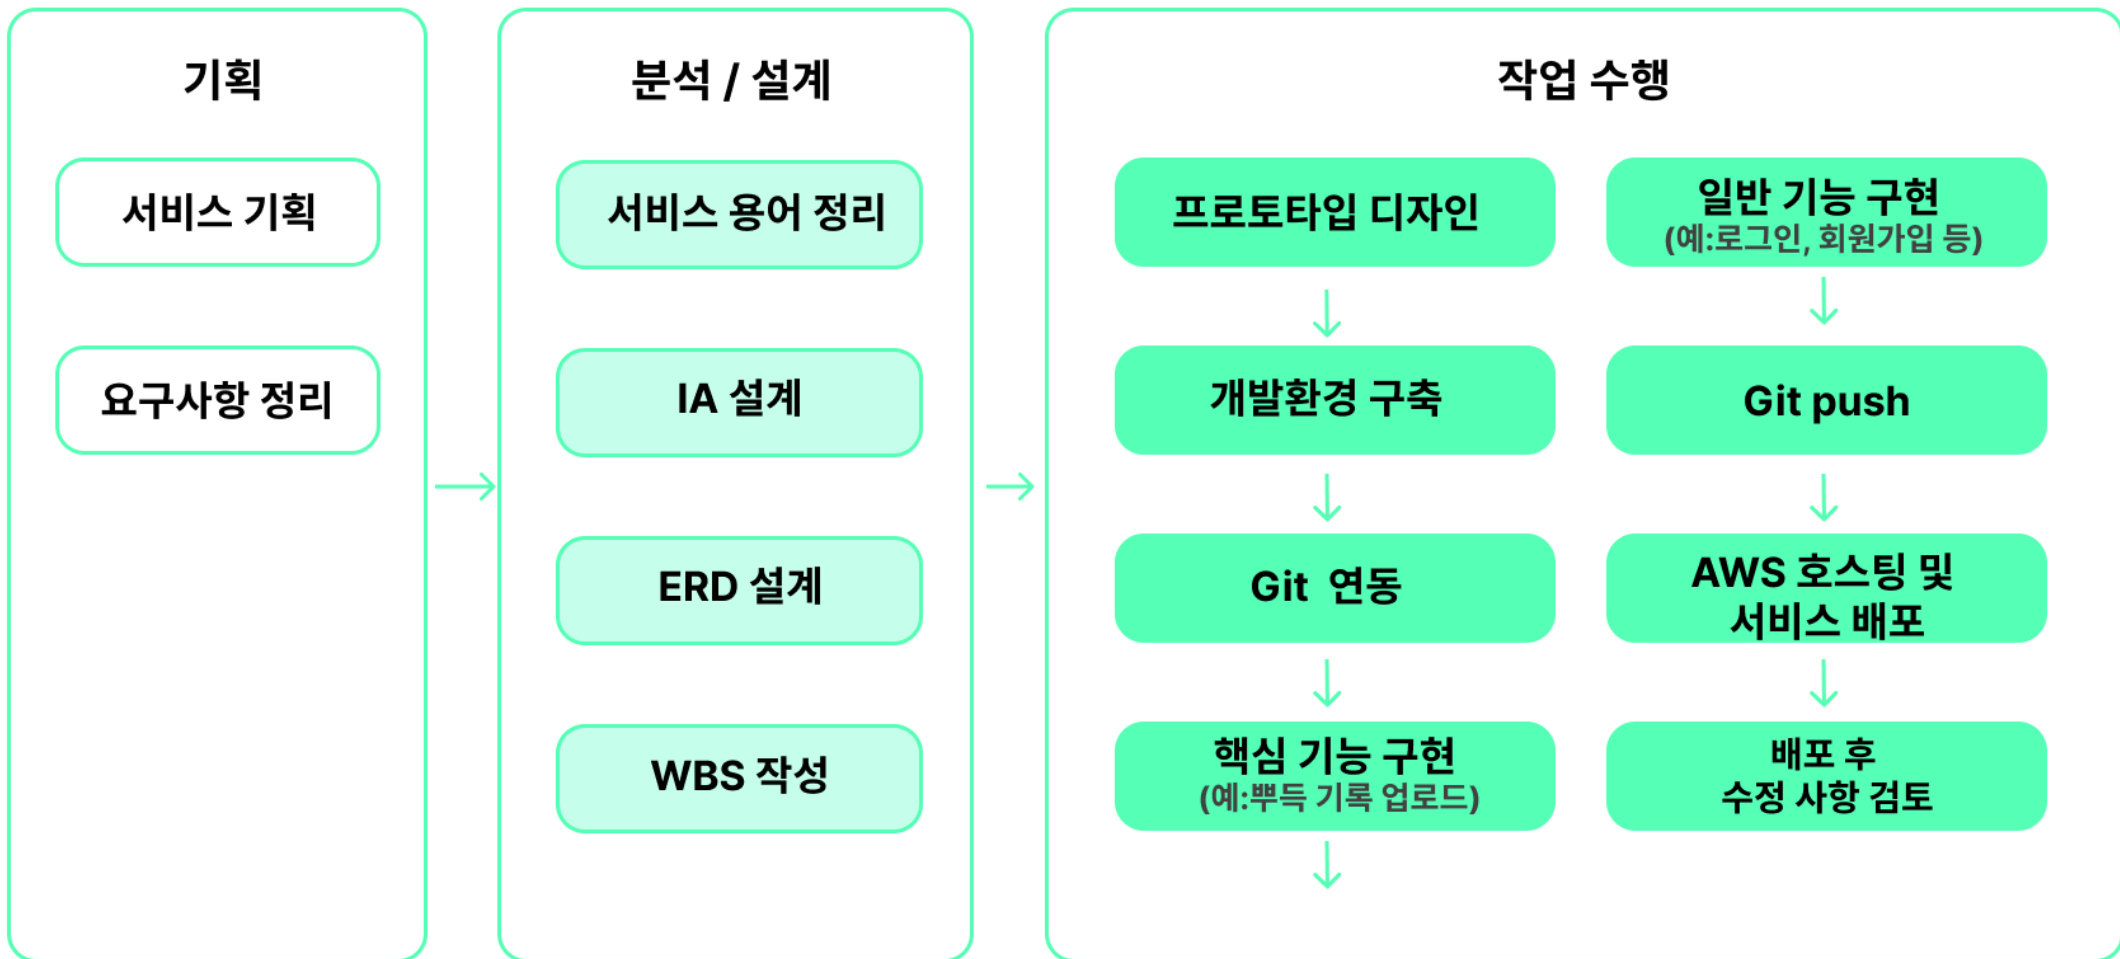 기획
서비스 기획
요구사항 정리
분석 / 설계
서비스 용어 정리
IA 설계
ERD 설계
WBS 작성
작업 수행
프로토타입 디자인
개발환경 구축
Git 연동
핵심 기능 구현
(예:뿌득 기록 업로드)
일반 기능 구현
(예:로그인, 회원가입 등)
Git push
AWS 호스팅 및
서비스 배포
배포 후
수정 사항 검토